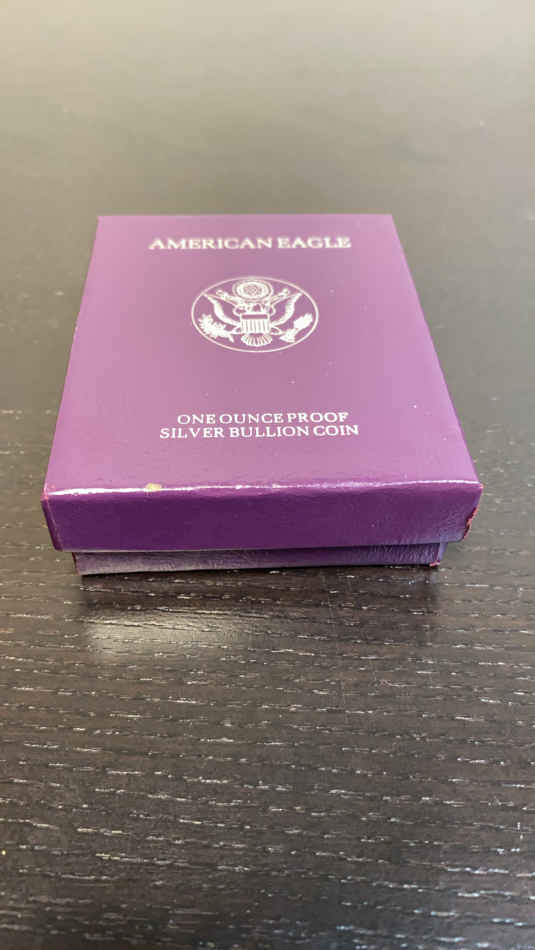 AMERICAN EAGLE
ONE OUNCE PROOF
SILVER BULLION COIN